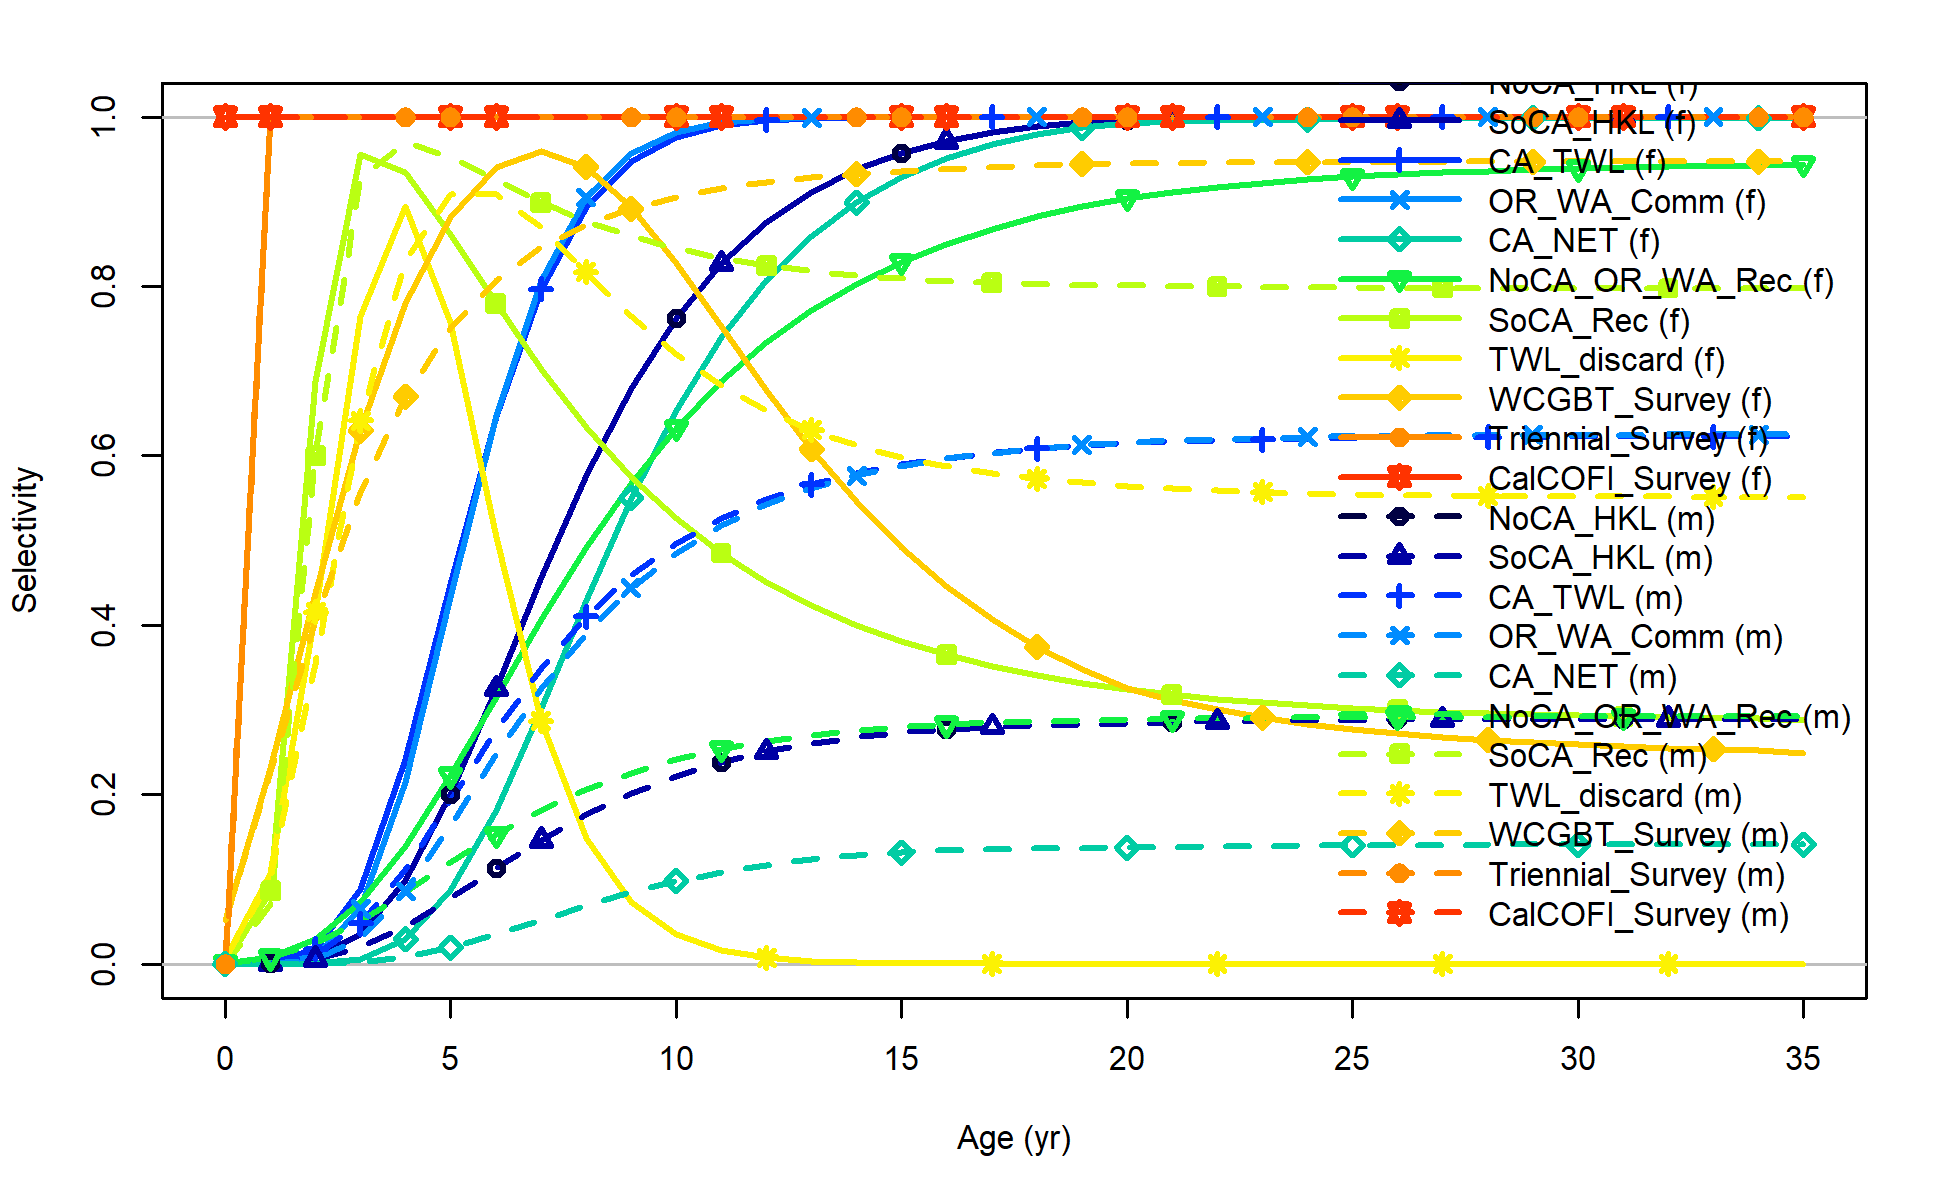 Selectivity
1.0
0.8
0.6
0.4
0.2
0.0
0 5 10 15 20 25 30 35
Age (yr)
NoCA_HKL (f)
SoCA_HKL (f)
CA_TWL (f)
OR_WA_Comm (f)
CA_NET (f)
NoCA_OR_WA_Rec (f)
SoCA_Rec (f)
TWL_discard (f)
WCGBT_Survey (f)
Triennial_Survey (f)
CalCOFI_Survey (f)
NoCA_HKL (m)
SoCA_HKL (m)
CA_TWL (m)
OR_WA_Comm (m)
CA_NET (m)
NoCA_OR_WA_Rec (m)
SoCA_Rec (m)
TWL_discard (m)
WCGBT_Survey (m)
Triennial_Survey (m)
CalCOFI_Survey (m)